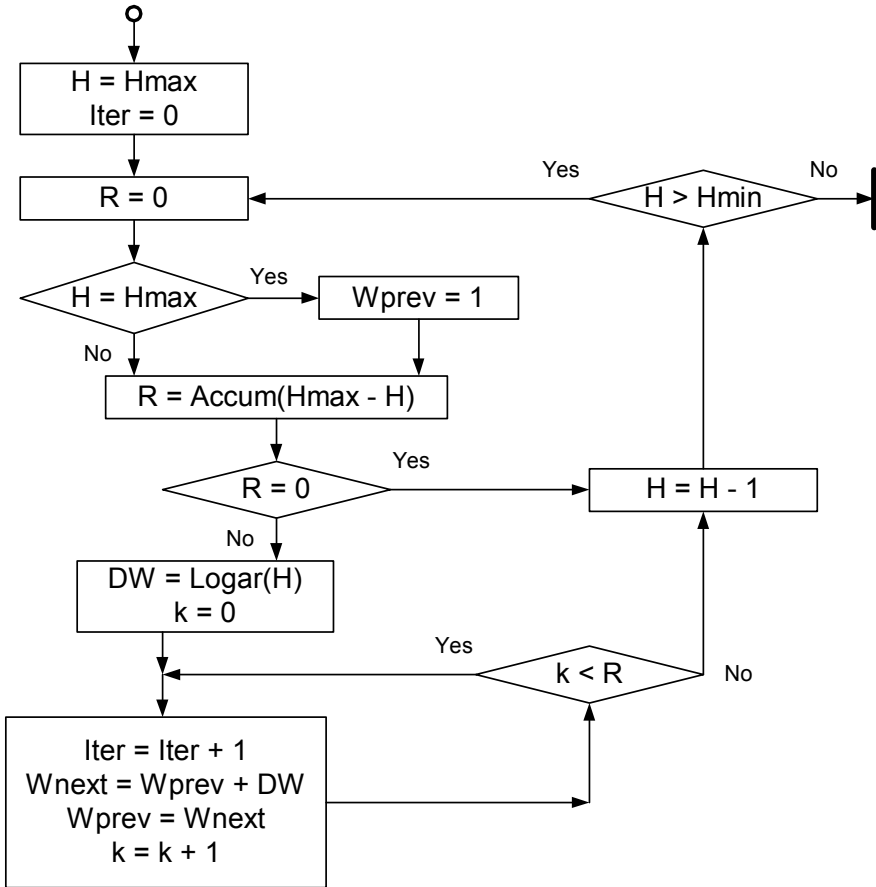 H = Hmax
Iter = 0
Yes
H > Hmin
No
R = 0
H = Hmax
Yes
Wprev = 1
No
R = Accum(Hmax - H)
R = 0
Yes
H = H - 1
No
DW = Logar(H)
k = 0
Yes
k < R
No
Iter = Iter + 1
Wnext = Wprev + DW
Wprev = Wnext
k = k + 1